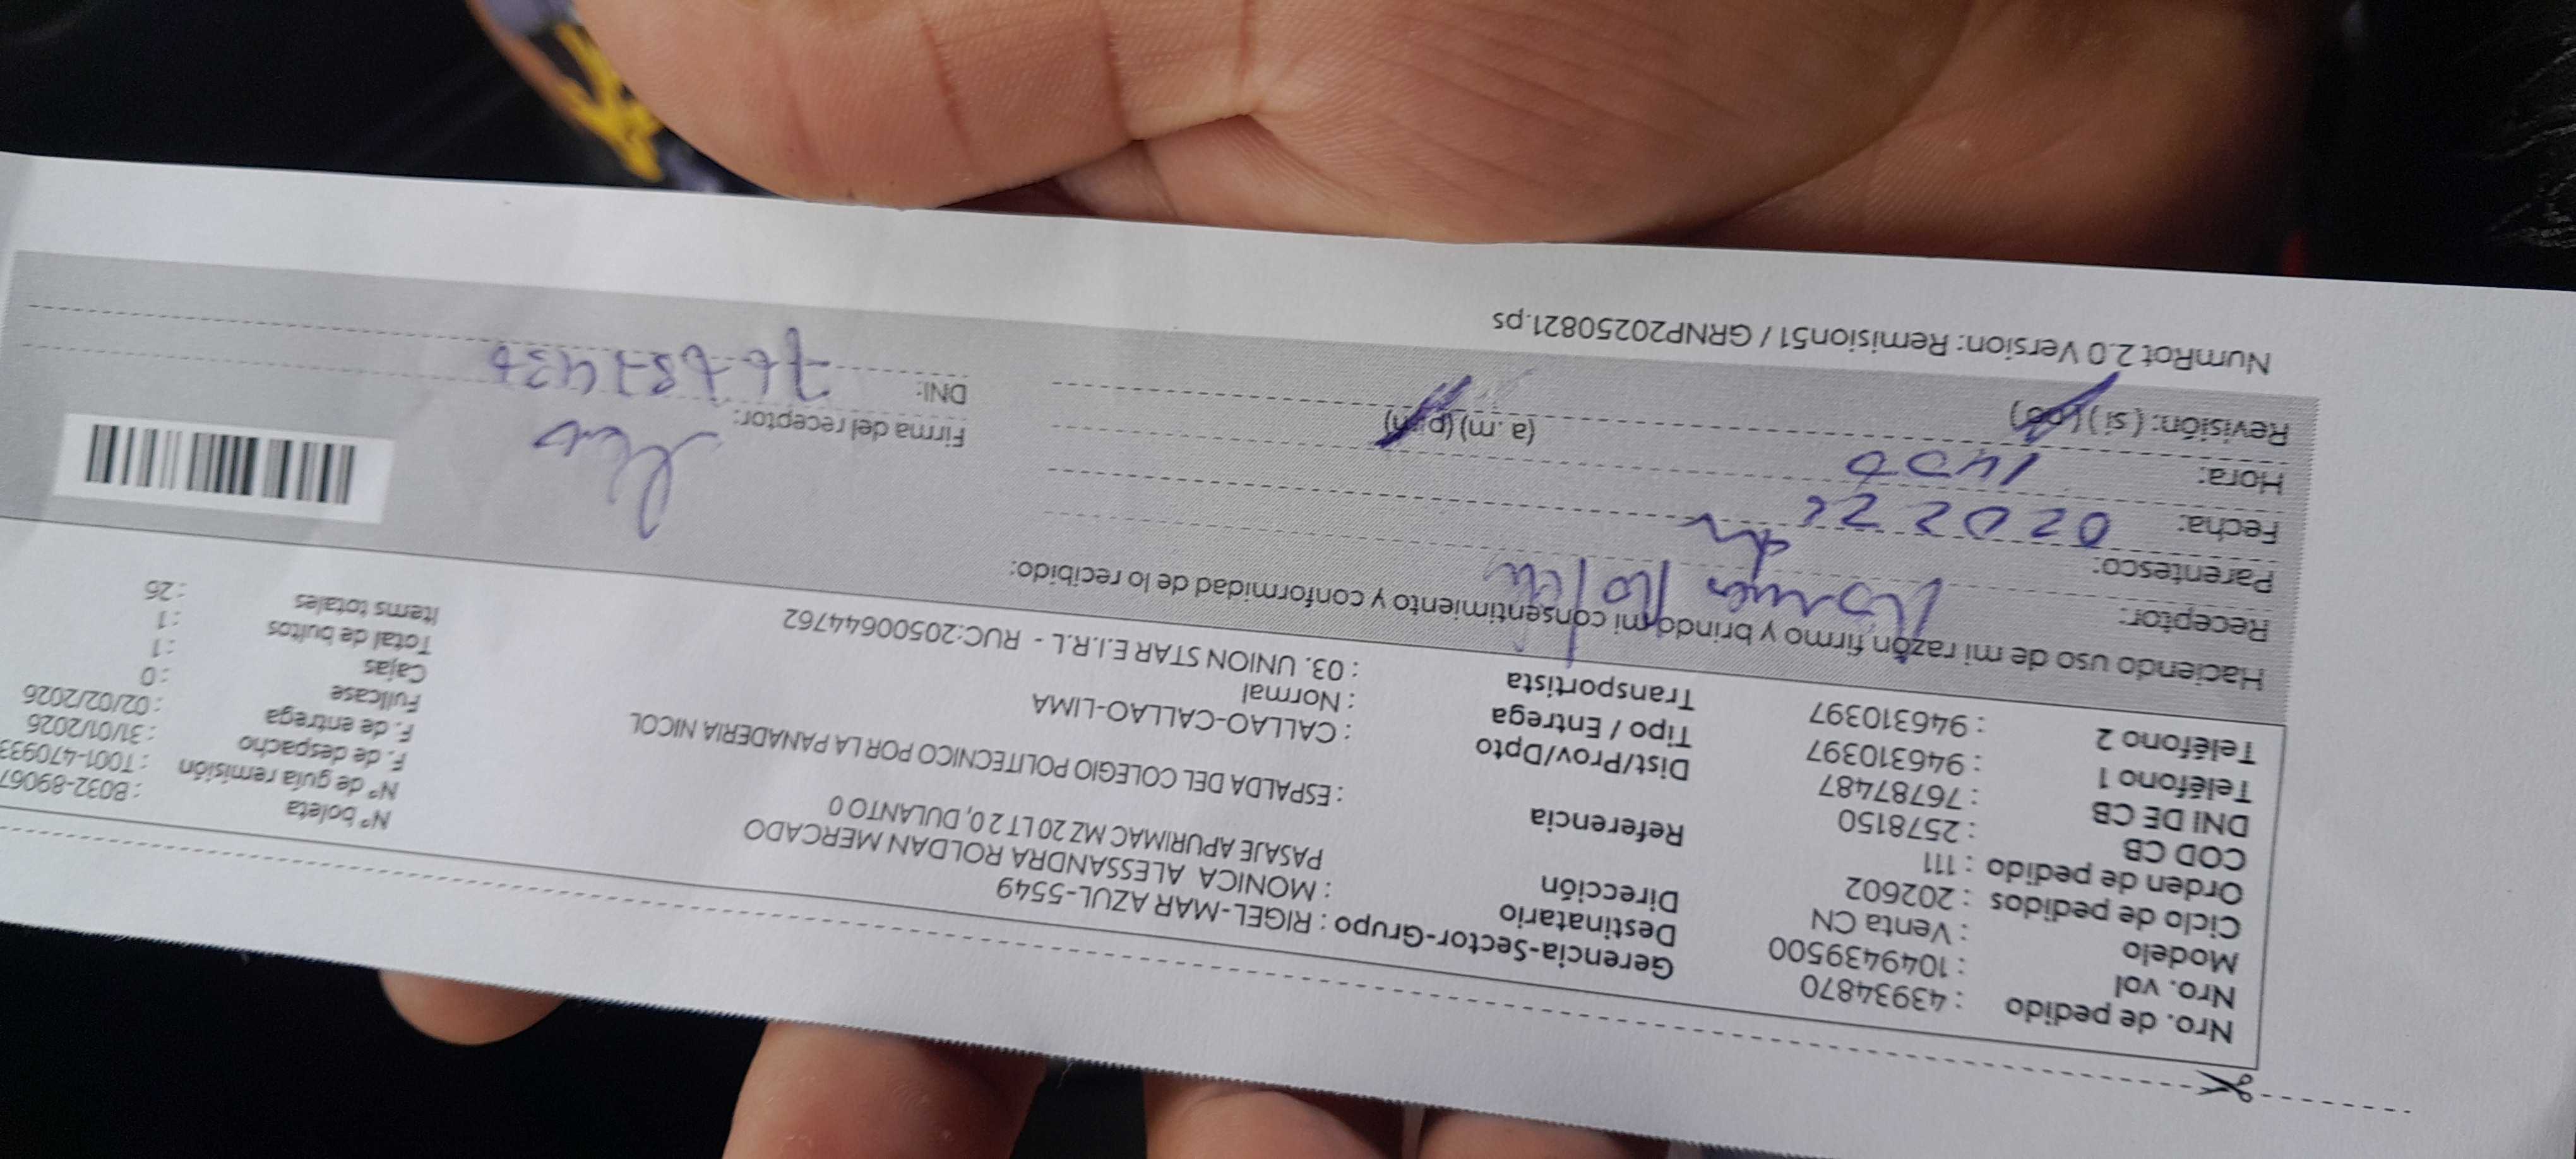 Nro. de pedido : 43934870
Nro. vol : 1049439500
Modelo : Venta CN
Ciclo de pedidos : 202602
Orden de pedido : 111
COD CB : 2578150
DNI DE CB : 76787487
Teléfono 1 : 946310397
Teléfono 2 : 946310397
Gerencia-Sector-Grupo : RIGEL-MAR AZUL-5549
Destinatario : MONICA ALESSANDRA ROLDAN MERCADO
Dirección PASAJE APURIMAC MZ 20 LT 2 0, DULANTO 0
Referencia : ESPALDA DEL COLEGIO POLITECNICO POR LA PANADERIA NICOL
Dist/Prov/Dpto : CALLAO-CALLAO-LIMA
Tipo / Entrega : Normal
Transportista : 03. UNION STAR E.I.R.L - RUC:20500644762
N° boleta : B032-89067
N° de guía remisión : T001-470933
F. de despacho : 31/01/2026
F. de entrega : 02/02/2026
Fullcase : 0
Cajas : 1
Total de bultos : 1
Items totales : 26
Haciendo uso de mi razón firmo y brindo mi consentimiento y conformidad de lo recibido:
Receptor:
Parentesco:
Fecha: 02 02 26
Hora: (a.m) (p.m)
Revisión: (si) (no)
Firma del receptor:
DNI:
NumRot 2.0 Version: Remision51 / GRNP20250821.ps